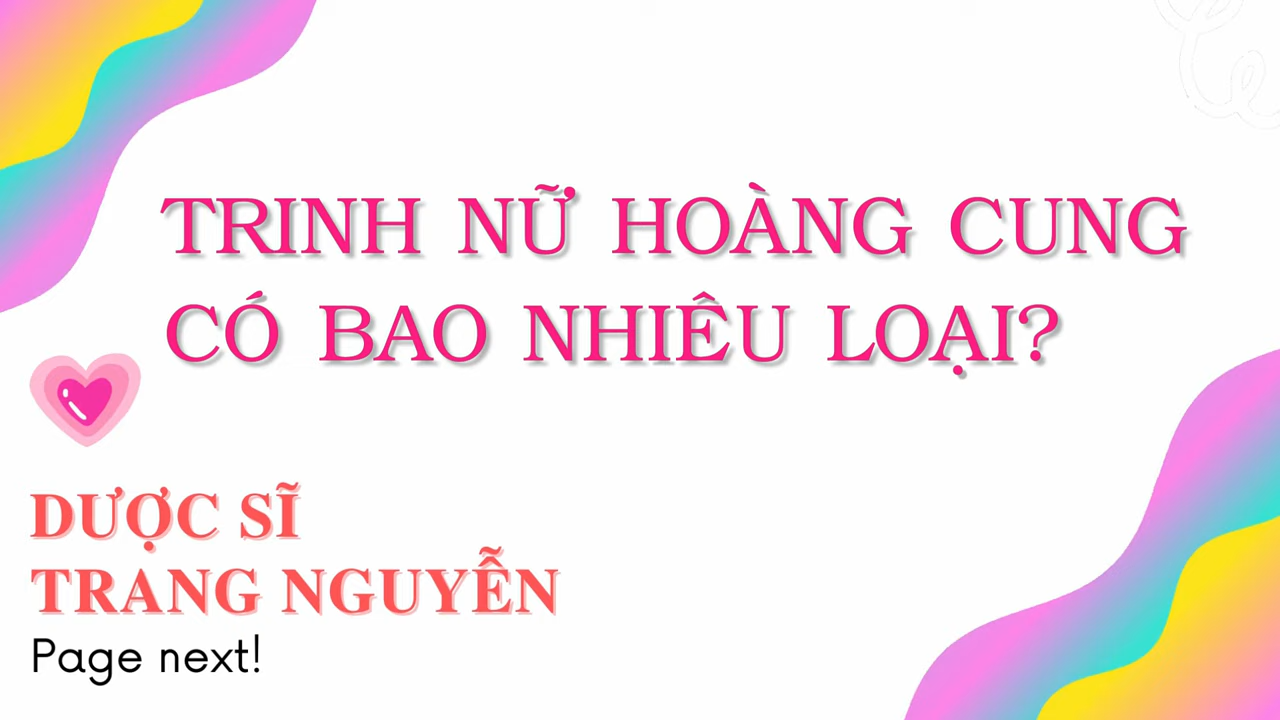 TRINH NỮ HOÀNG CUNG
CÓ BAO NHIÊU LOẠI?
DƯỢC SĨ
TRANG NGUYỄN
Page next!